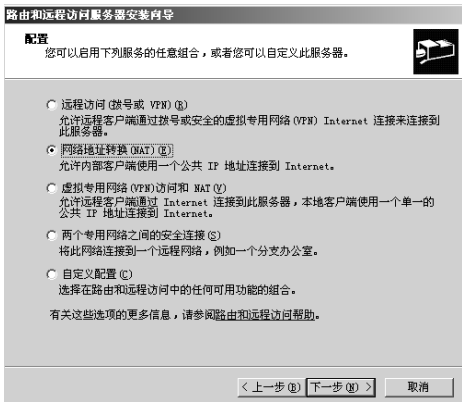 路由和远程访问服务器安装向导
配置
您可以启用下列服务的任意组合，或者您可以自定义此服务器。
远程访问(拨号或 VPN)(R)
允许远程客户端通过拨号或安全的虚拟专用网络(VPN) Internet 连接来连接到
此服务器。
网络地址转换(NAT)(E)
允许内部客户端使用一个公共 IP 地址连接到 Internet。
虚拟专用网络(VPN)访问和 NAT(V)
允许远程客户端通过 Internet 连接到此服务器，本地客户端使用一个单一的
公共 IP 地址连接到 Internet。
两个专用网络之间的安全连接(S)
将此网络连接到一个远程网络，例如一个分支办公室。
自定义配置(C)
选择在路由和远程访问中的任何可用功能的组合。
有关这些选项的更多信息，请参阅路由和远程访问帮助。
< 上一步(B) 下一步(N) > 取消